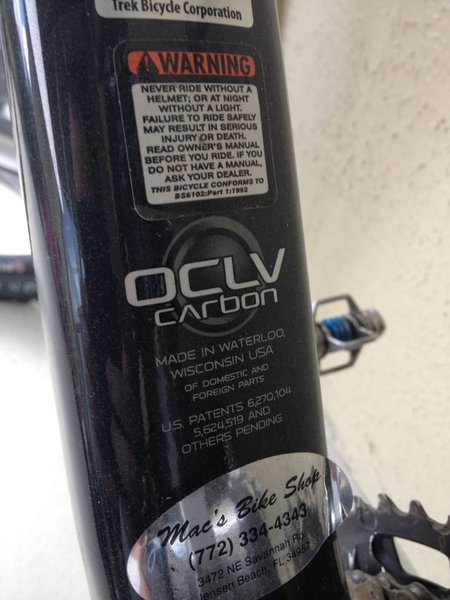 Trek Bicycle Corporation
WARNING
NEVER RIDE WITHOUT A
HELMET; OR AT NIGHT
WITHOUT A LIGHT.
FAILURE TO RIDE SAFELY
MAY RESULT IN SERIOUS
INJURY OR DEATH.
READ OWNER'S MANUAL
BEFORE YOU RIDE. IF YOU
DO NOT HAVE A MANUAL,
ASK YOUR DEALER.
THIS BICYCLE CONFORMS TO
BS6102:Part 1:1992
OCLV
carbon
MADE IN WATERLOO,
WISCONSIN USA
OF DOMESTIC AND
FOREIGN PARTS
U.S. PATENTS 6,270,104
5,624,519 AND
OTHERS PENDING
Mac's Bike Shop
(772) 334-4343
3472 NE Savannah Rd
Jensen Beach, FL 34957